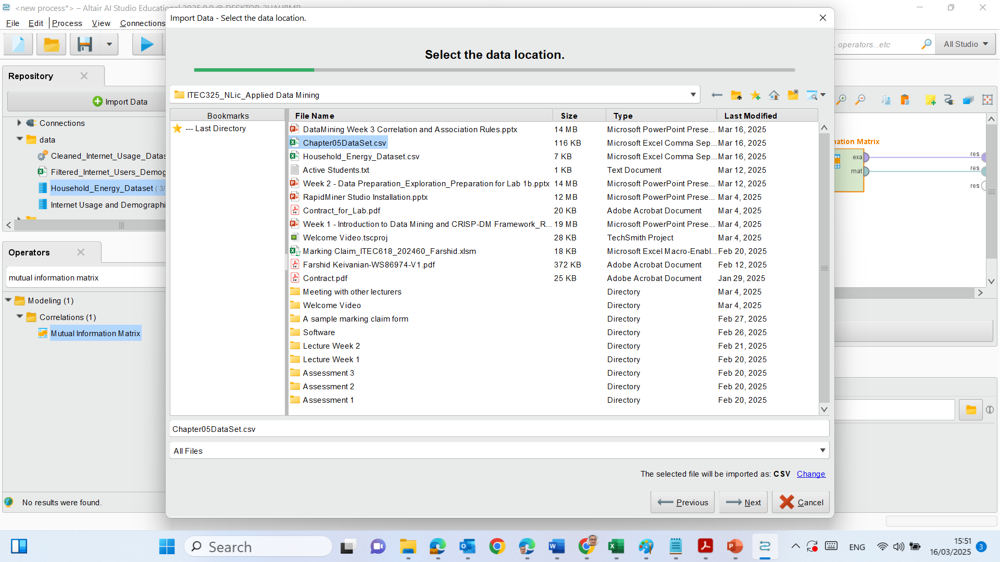 <new process*> – Altair AI Studio Educational 2025.0.0 @ DESKTOP-
File Edit Process View Connections
Import Data - Select the data location.
, operators...etc
All Studio
Select the data location.
Repository
Import Data
Connections
data
Cleaned_Internet_Usage_Datas
Filtered_Internet_Users_Demog
Household_Energy_Dataset ( 3/
Internet Usage and Demographi
Operators
mutual information matrix
Modeling (1)
Correlations (1)
Mutual Information Matrix
No results were found.
ITEC325_NLic_Applied Data Mining
Bookmarks
--- Last Directory
File Name Size Type Last Modified
DataMining Week 3 Correlation and Association Rules.pptx 14 MB Microsoft PowerPoint Prese... Mar 16, 2025
Chapter05DataSet.csv 116 KB Microsoft Excel Comma Sep... Mar 16, 2025
Household_Energy_Dataset.csv 7 KB Microsoft Excel Comma Sep... Mar 16, 2025
Active Students.txt 1 KB Text Document Mar 12, 2025
Week 2 - Data Preparation_Exploration_Preparation for Lab 1b.pptx 14 MB Microsoft PowerPoint Prese... Mar 12, 2025
RapidMiner Studio Installation.pptx 12 MB Microsoft PowerPoint Prese... Mar 4, 2025
Contract_for_Lab.pdf 20 KB Adobe Acrobat Document Mar 4, 2025
Week 1 - Introduction to Data Mining and CRISP-DM Framework_R... 19 MB Microsoft PowerPoint Prese... Mar 4, 2025
Welcome Video.tscproj 28 KB TechSmith Project Mar 4, 2025
Marking Claim_ITEC618_202460_Farshid.xlsm 18 KB Microsoft Excel Macro-Enabl... Feb 20, 2025
Farshid Keivanian-WS86974-V1.pdf 372 KB Adobe Acrobat Document Feb 12, 2025
Contract.pdf 25 KB Adobe Acrobat Document Jan 29, 2025
Meeting with other lecturers Directory Mar 4, 2025
Welcome Video Directory Mar 4, 2025
A sample marking claim form Directory Feb 27, 2025
Software Directory Feb 26, 2025
Lecture Week 2 Directory Feb 21, 2025
Lecture Week 1 Directory Feb 20, 2025
Assessment 3 Directory Feb 20, 2025
Assessment 2 Directory Feb 20, 2025
Assessment 1 Directory Feb 20, 2025
Chapter05DataSet.csv
All Files
The selected file will be imported as: CSV Change
Previous Next Cancel
nation Matrix
exa
mat
res
res
res
Search
ENG
15:51
16/03/2025
3